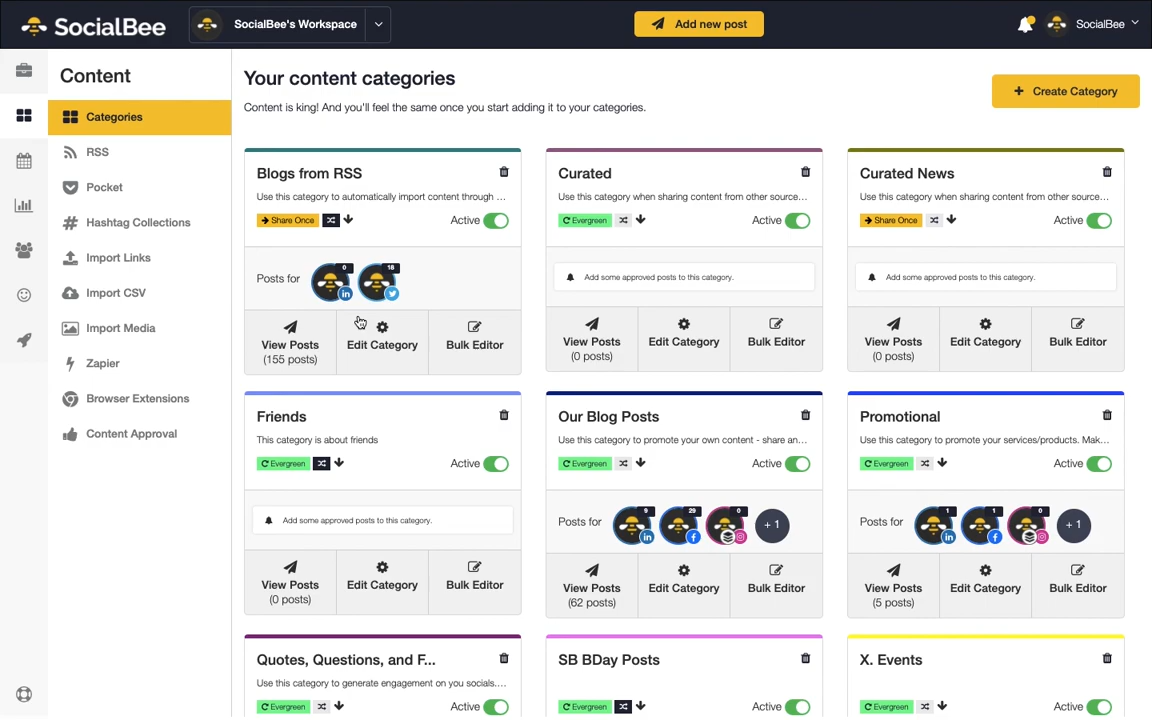 SocialBee
SocialBee's Workspace
Add new post
SocialBee
Content
Categories
RSS
Pocket
Hashtag Collections
Import Links
Import CSV
Import Media
Zapier
Browser Extensions
Content Approval
Your content categories
Content is king! And you'll feel the same once you start adding it to your categories.
+ Create Category
Blogs from RSS
Use this category to automatically import content through ...
Share Once
Active
Posts for
0
18
View Posts
(155 posts)
Edit Category
Bulk Editor
Curated
Use this category when sharing content from other source...
Evergreen
Active
Add some approved posts to this category.
View Posts
(0 posts)
Edit Category
Bulk Editor
Curated News
Use this category when sharing content from other source...
Share Once
Active
Add some approved posts to this category.
View Posts
(0 posts)
Edit Category
Bulk Editor
Friends
This category is about friends
Evergreen
Active
Add some approved posts to this category.
View Posts
(0 posts)
Edit Category
Bulk Editor
Our Blog Posts
Use this category to promote your own content - share an...
Evergreen
Active
Posts for
9
29
0
+ 1
View Posts
(62 posts)
Edit Category
Bulk Editor
Promotional
Use this category to promote your services/products. Mak...
Evergreen
Active
Posts for
1
1
0
+ 1
View Posts
(5 posts)
Edit Category
Bulk Editor
Quotes, Questions, and F...
Use this category to generate engagement on you socials....
Evergreen
Active
SB BDay Posts
Evergreen
Active
X. Events
Evergreen
Active